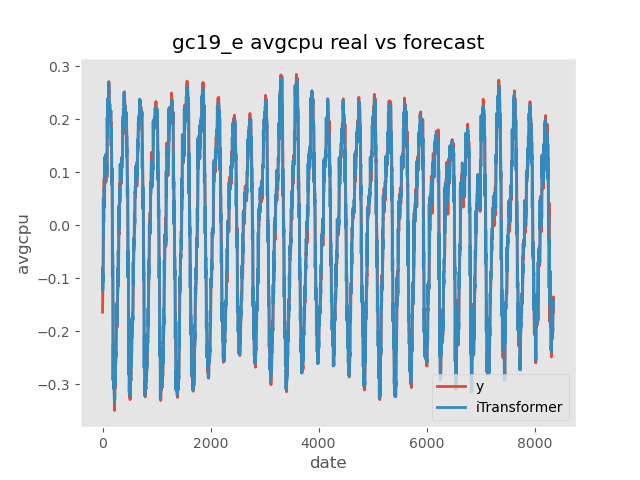 gc19_e avgcpu real vs forecast
0.3
0.2
0.1
0.0
−0.1
−0.2
−0.3
avgcpu
y
iTransformer
0
2000
4000
6000
8000
date